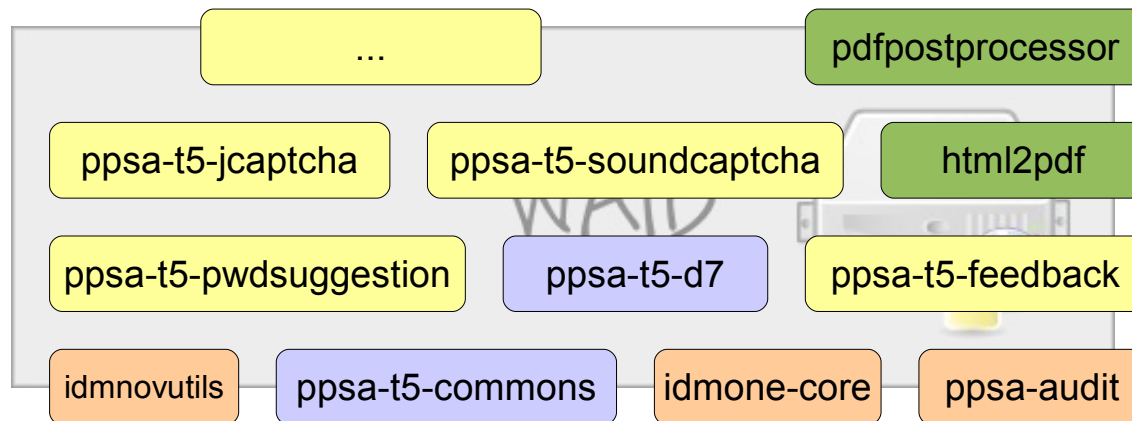 ...
pdfpostprocessor
ppsa-t5-jcaptcha
ppsa-t5-soundcaptcha
html2pdf
ppsa-t5-pwdsuggestion
ppsa-t5-d7
ppsa-t5-feedback
idmnovutils
ppsa-t5-commons
idmone-core
ppsa-audit